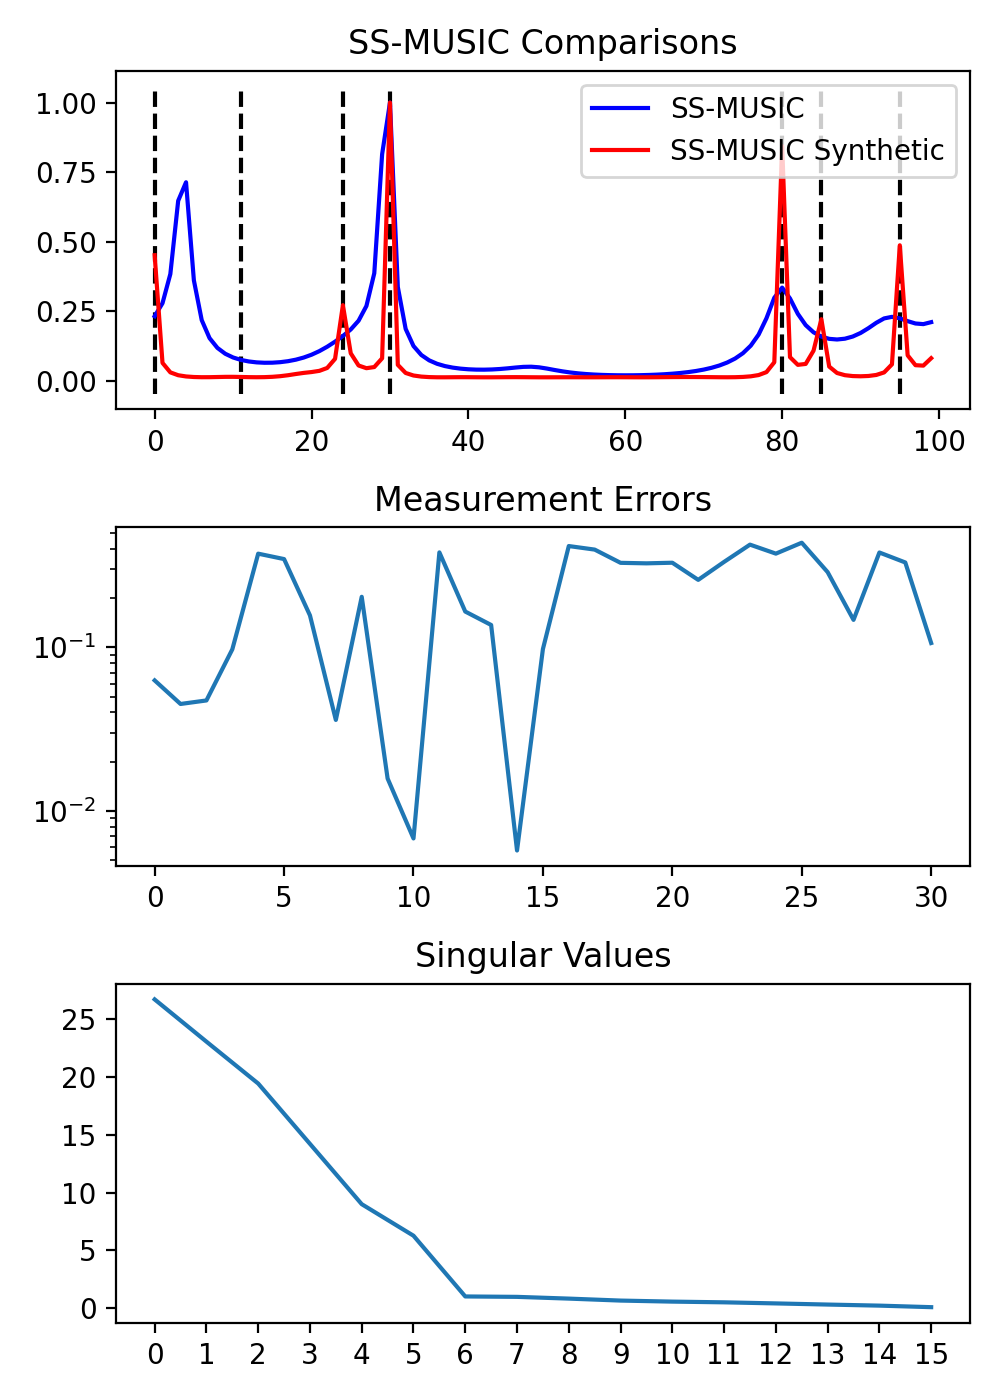 SS-MUSIC Comparisons
1.00
0.75
0.50
0.25
0.00
SS-MUSIC
SS-MUSIC Synthetic
0 20 40 60 80 100
Measurement Errors
10⁻¹
10⁻²
0 5 10 15 20 25 30
Singular Values
25
20
15
10
5
0
0 1 2 3 4 5 6 7 8 9 10 11 12 13 14 15